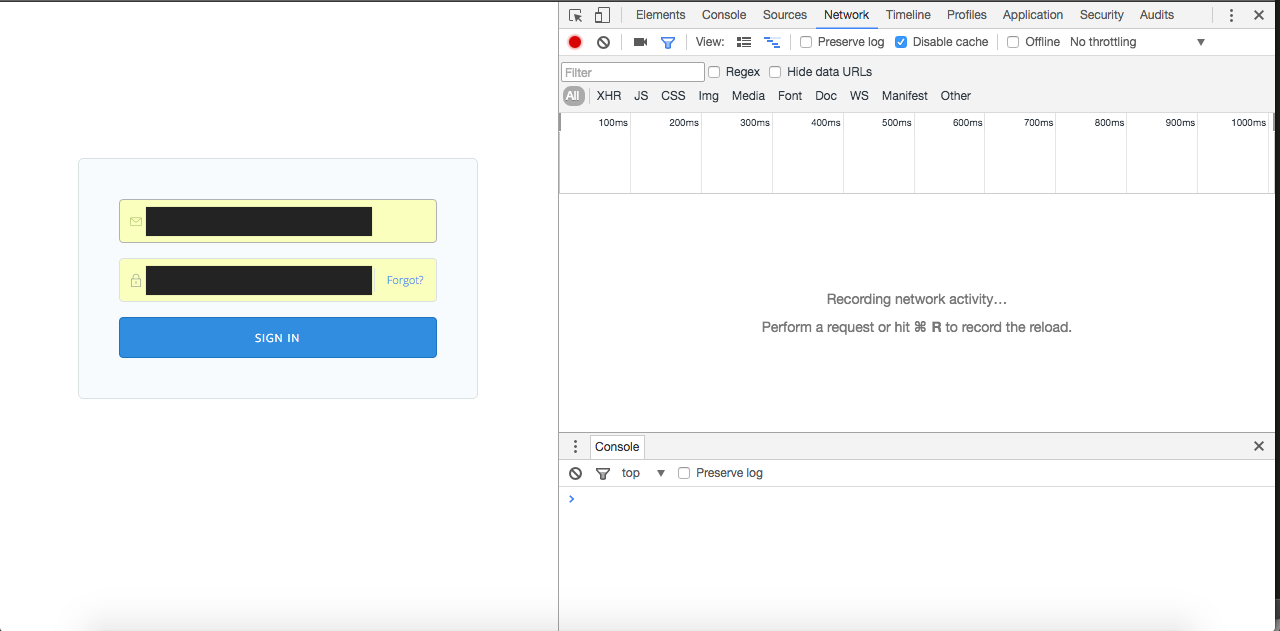 Elements Console Sources Network Timeline Profiles Application Security Audits
View: Preserve log Disable cache Offline No throttling
Filter Regex Hide data URLs
All XHR JS CSS Img Media Font Doc WS Manifest Other
100ms 200ms 300ms 400ms 500ms 600ms 700ms 800ms 900ms 1000ms
Forgot?
SIGN IN
Recording network activity…
Perform a request or hit ⌘ R to record the reload.
Console
top Preserve log